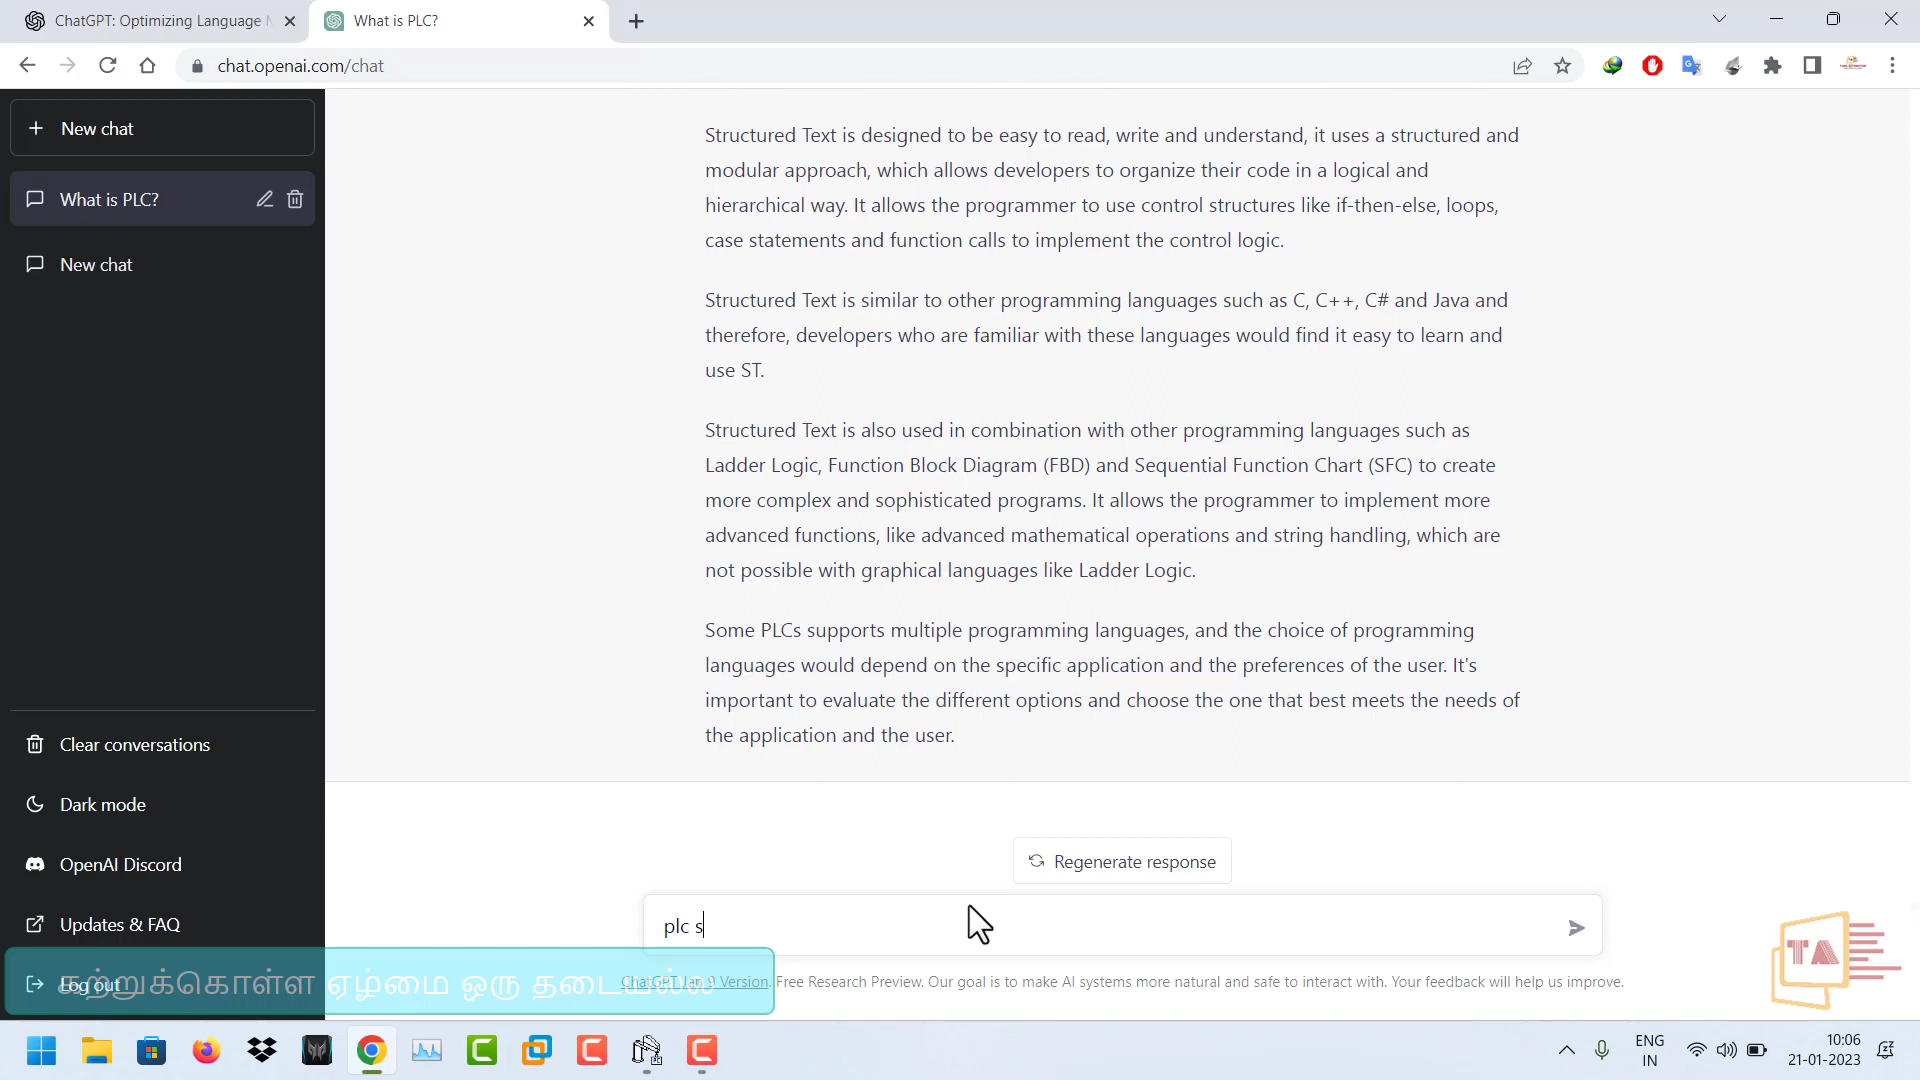 ChatGPT: Optimizing Language M
What is PLC?
chat.openai.com/chat
New chat
What is PLC?
New chat
Structured Text is designed to be easy to read, write and understand, it uses a structured and
modular approach, which allows developers to organize their code in a logical and
hierarchical way. It allows the programmer to use control structures like if-then-else, loops,
case statements and function calls to implement the control logic.
Structured Text is similar to other programming languages such as C, C++, C# and Java and
therefore, developers who are familiar with these languages would find it easy to learn and
use ST.
Structured Text is also used in combination with other programming languages such as
Ladder Logic, Function Block Diagram (FBD) and Sequential Function Chart (SFC) to create
more complex and sophisticated programs. It allows the programmer to implement more
advanced functions, like advanced mathematical operations and string handling, which are
not possible with graphical languages like Ladder Logic.
Some PLCs supports multiple programming languages, and the choice of programming
languages would depend on the specific application and the preferences of the user. It's
important to evaluate the different options and choose the one that best meets the needs of
the application and the user.
Clear conversations
Dark mode
OpenAI Discord
Updates & FAQ
Log out
Regenerate response
plc s
ChatGPT Jan 9 Version. Free Research Preview. Our goal is to make AI systems more natural and safe to interact with. Your feedback will help us improve.
கற்றுக்கொள்ள ஏழ்மை ஒரு தடையல்ல
TA
ENG
IN
10:06
21-01-2023